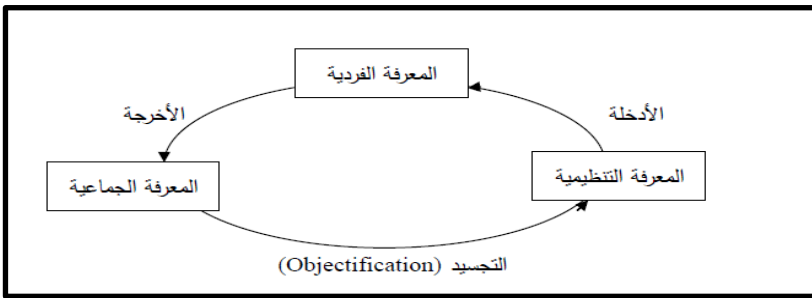 المعرفة الفردية
الأدخلة
الأخرجة
المعرفة التنظيمية
المعرفة الجماعية
التجسيد (Objectification)